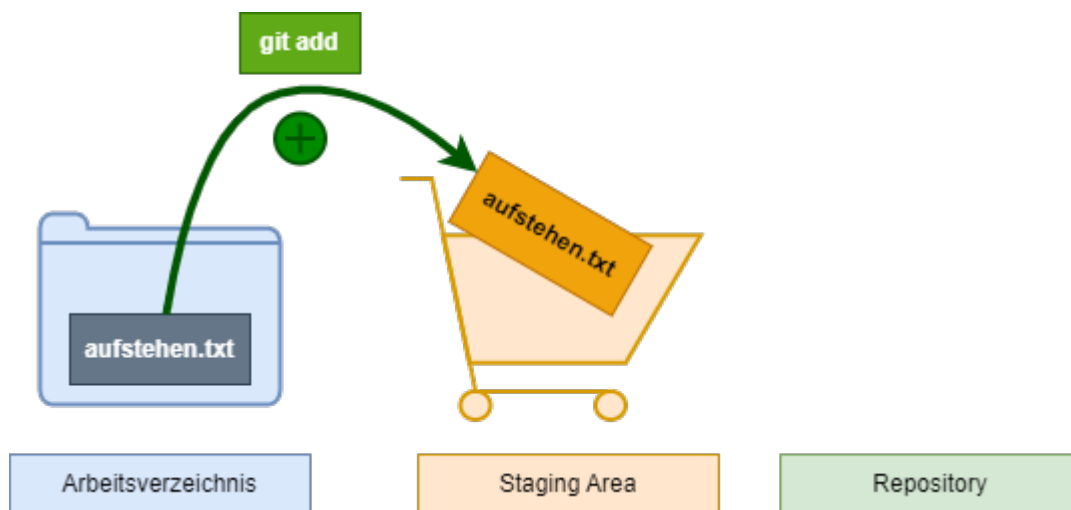 git add
aufstehen.txt
aufstehen.txt
Arbeitsverzeichnis
Staging Area
Repository